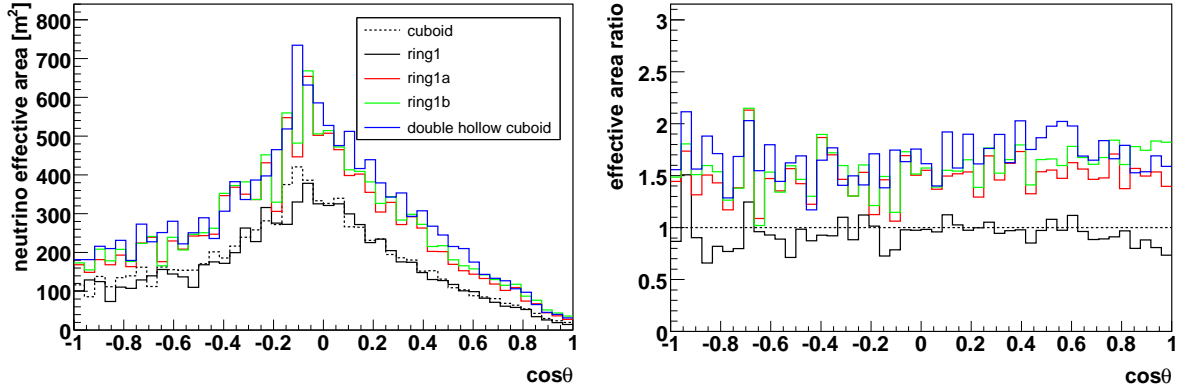 neutrino effective area [m²]
800
700
600
500
400
300
200
100
0
cuboid
ring1
ring1a
ring1b
double hollow cuboid
-1 -0.8 -0.6 -0.4 -0.2 0 0.2 0.4 0.6 0.8 1
cosθ
effective area ratio
3
2.5
2
1.5
1
0.5
0
-1 -0.8 -0.6 -0.4 -0.2 -0 0.2 0.4 0.6 0.8 1
cosθ